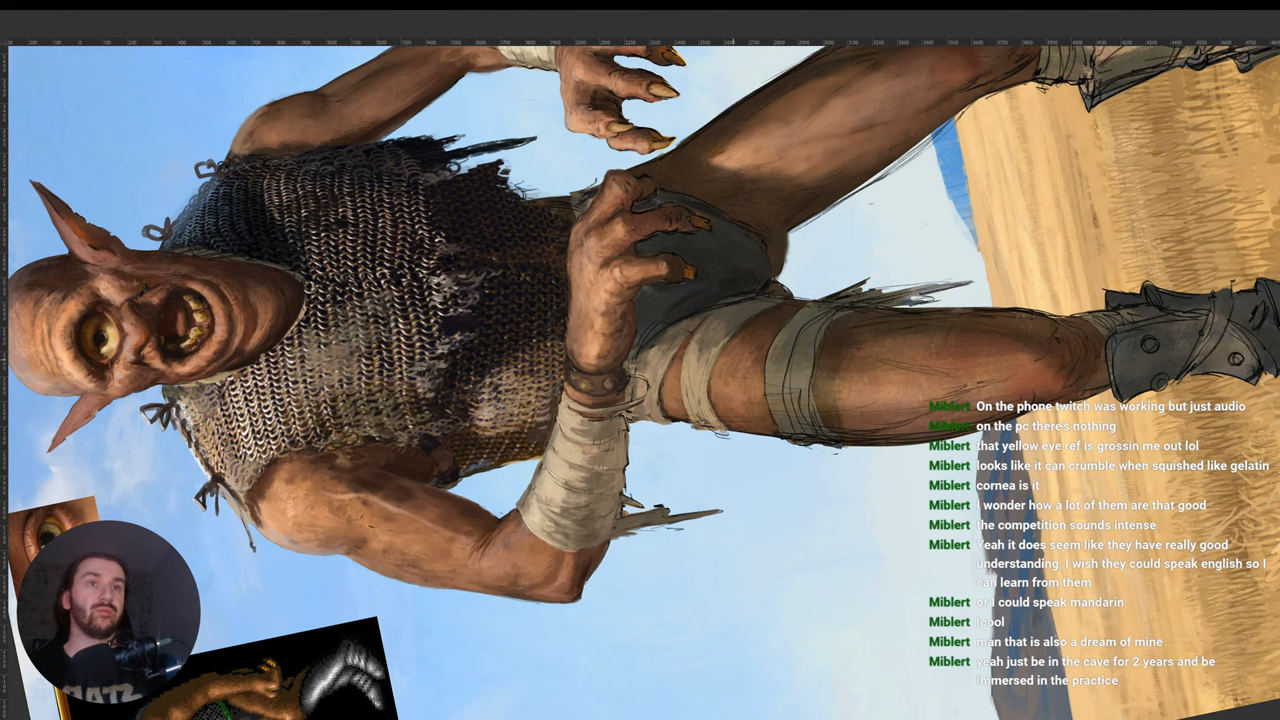 Miblert On the phone twitch was working but just audio
Miblert on the pc there's nothing
Miblert that yellow eye ref is grossin me out lol
Miblert looks like it can crumble when squished like gelatin
Miblert cornea is it
Miblert I wonder how a lot of them are that good
Miblert the competition sounds intense
Miblert Yeah it does seem like they have really good
understanding, I wish they could speak english so I
can learn from them
Miblert or I could speak mandarin
Miblert loool
Miblert man that is also a dream of mine
Miblert yeah just be in the cave for 2 years and be
immersed in the practice